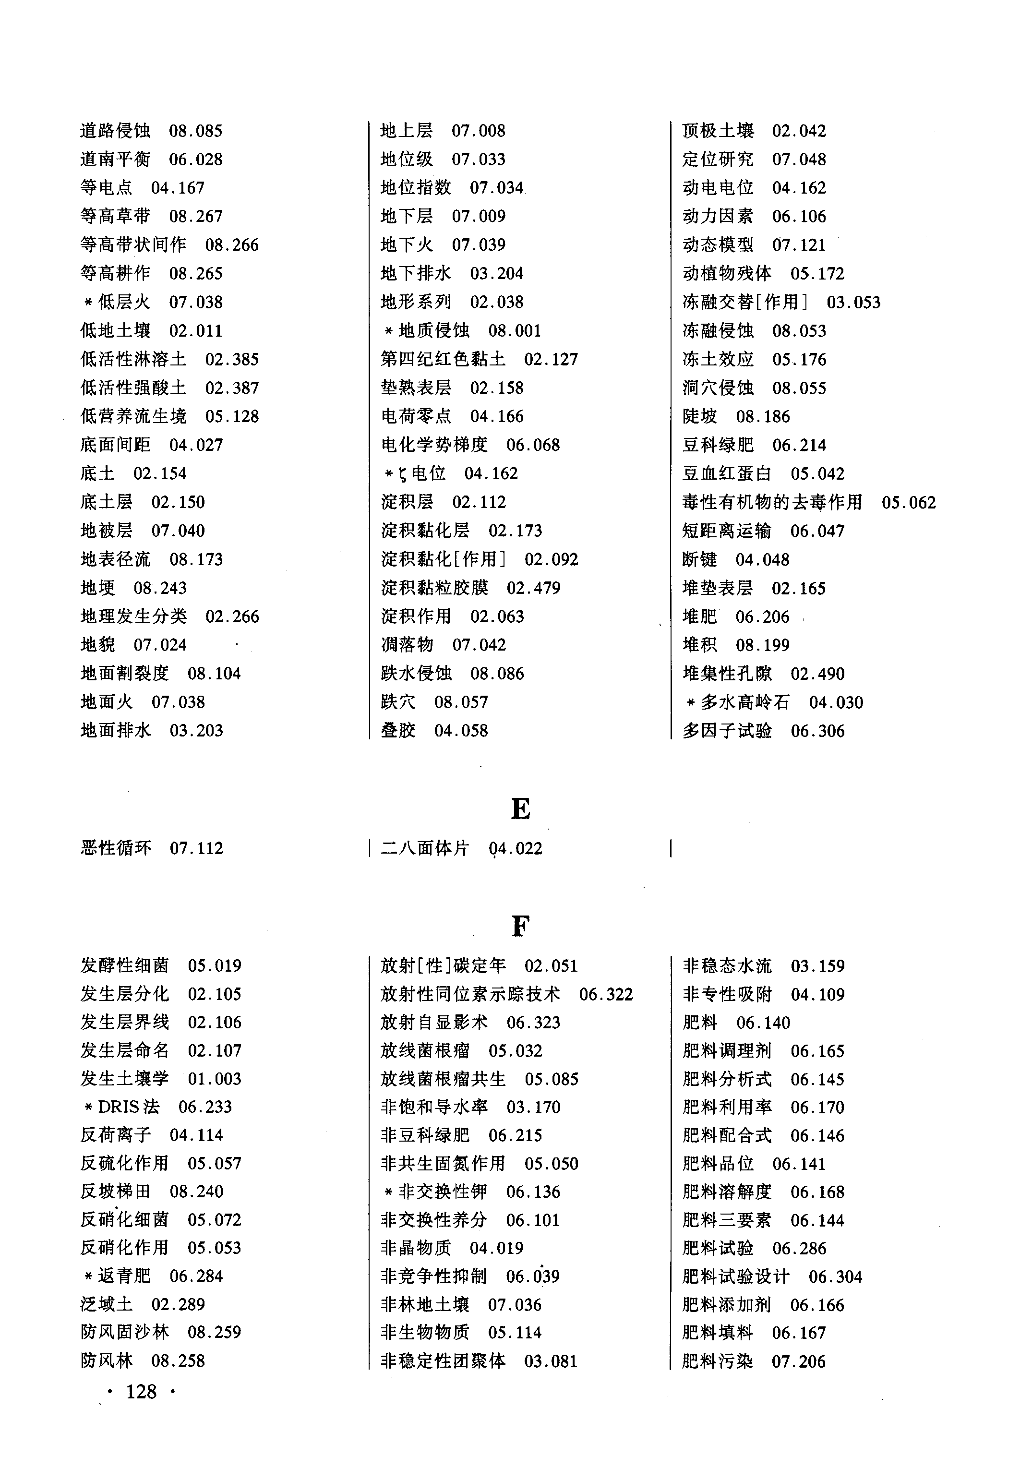 道路侵蚀 08.085
道南平衡 06.028
等电点 04.167
等高草带 08.267
等高带状间作 08.266
等高耕作 08.265
*低层火 07.038
低地土壤 02.011
低活性淋溶土 02.385
低活性强酸土 02.387
低营养流生境 05.128
底面间距 04.027
底土 02.154
底土层 02.150
地被层 07.040
地表径流 08.173
地埂 08.243
地理发生分类 02.266
地貌 07.024
地面割裂度 08.104
地面火 07.038
地面排水 03.203
地上层 07.008
地位级 07.033
地位指数 07.034
地下层 07.009
地下火 07.039
地下排水 03.204
地形系列 02.038
*地质侵蚀 08.001
第四纪红色黏土 02.127
垫熟表层 02.158
电荷零点 04.166
电化学势梯度 06.068
*ζ电位 04.162
淀积层 02.112
淀积黏化层 02.173
淀积黏化[作用] 02.092
淀积黏粒胶膜 02.479
淀积作用 02.063
凋落物 07.042
跌水侵蚀 08.086
跌穴 08.057
叠胶 04.058
顶极土壤 02.042
定位研究 07.048
动电电位 04.162
动力因素 06.106
动态模型 07.121
动植物残体 05.172
冻融交替[作用] 03.053
冻融侵蚀 08.053
冻土效应 05.176
洞穴侵蚀 08.055
陡坡 08.186
豆科绿肥 06.214
豆血红蛋白 05.042
毒性有机物的去毒作用 05.062
短距离运输 06.047
断键 04.048
堆垫表层 02.165
堆肥 06.206
堆积 08.199
堆集性孔隙 02.490
*多水高岭石 04.030
多因子试验 06.306
E
恶性循环 07.112
二八面体片 04.022
F
发酵性细菌 05.019
发生层分化 02.105
发生层界线 02.106
发生层命名 02.107
发生土壤学 01.003
*DRIS法 06.233
反荷离子 04.114
反硫化作用 05.057
反坡梯田 08.240
反硝化细菌 05.072
反硝化作用 05.053
*返青肥 06.284
泛域土 02.289
防风固沙林 08.259
防风林 08.258
放射[性]碳定年 02.051
放射性同位素示踪技术 06.322
放射自显影术 06.323
放线菌根瘤 05.032
放线菌根瘤共生 05.085
非饱和导水率 03.170
非豆科绿肥 06.215
非共生固氮作用 05.050
*非交换性钾 06.136
非交换性养分 06.101
非晶物质 04.019
非竞争性抑制 06.039
非林地土壤 07.036
非生物物质 05.114
非稳定性团聚体 03.081
非稳态水流 03.159
非专性吸附 04.109
肥料 06.140
肥料调理剂 06.165
肥料分析式 06.145
肥料利用率 06.170
肥料配合式 06.146
肥料品位 06.141
肥料溶解度 06.168
肥料三要素 06.144
肥料试验 06.286
肥料试验设计 06.304
肥料添加剂 06.166
肥料填料 06.167
肥料污染 07.206
· 128 ·